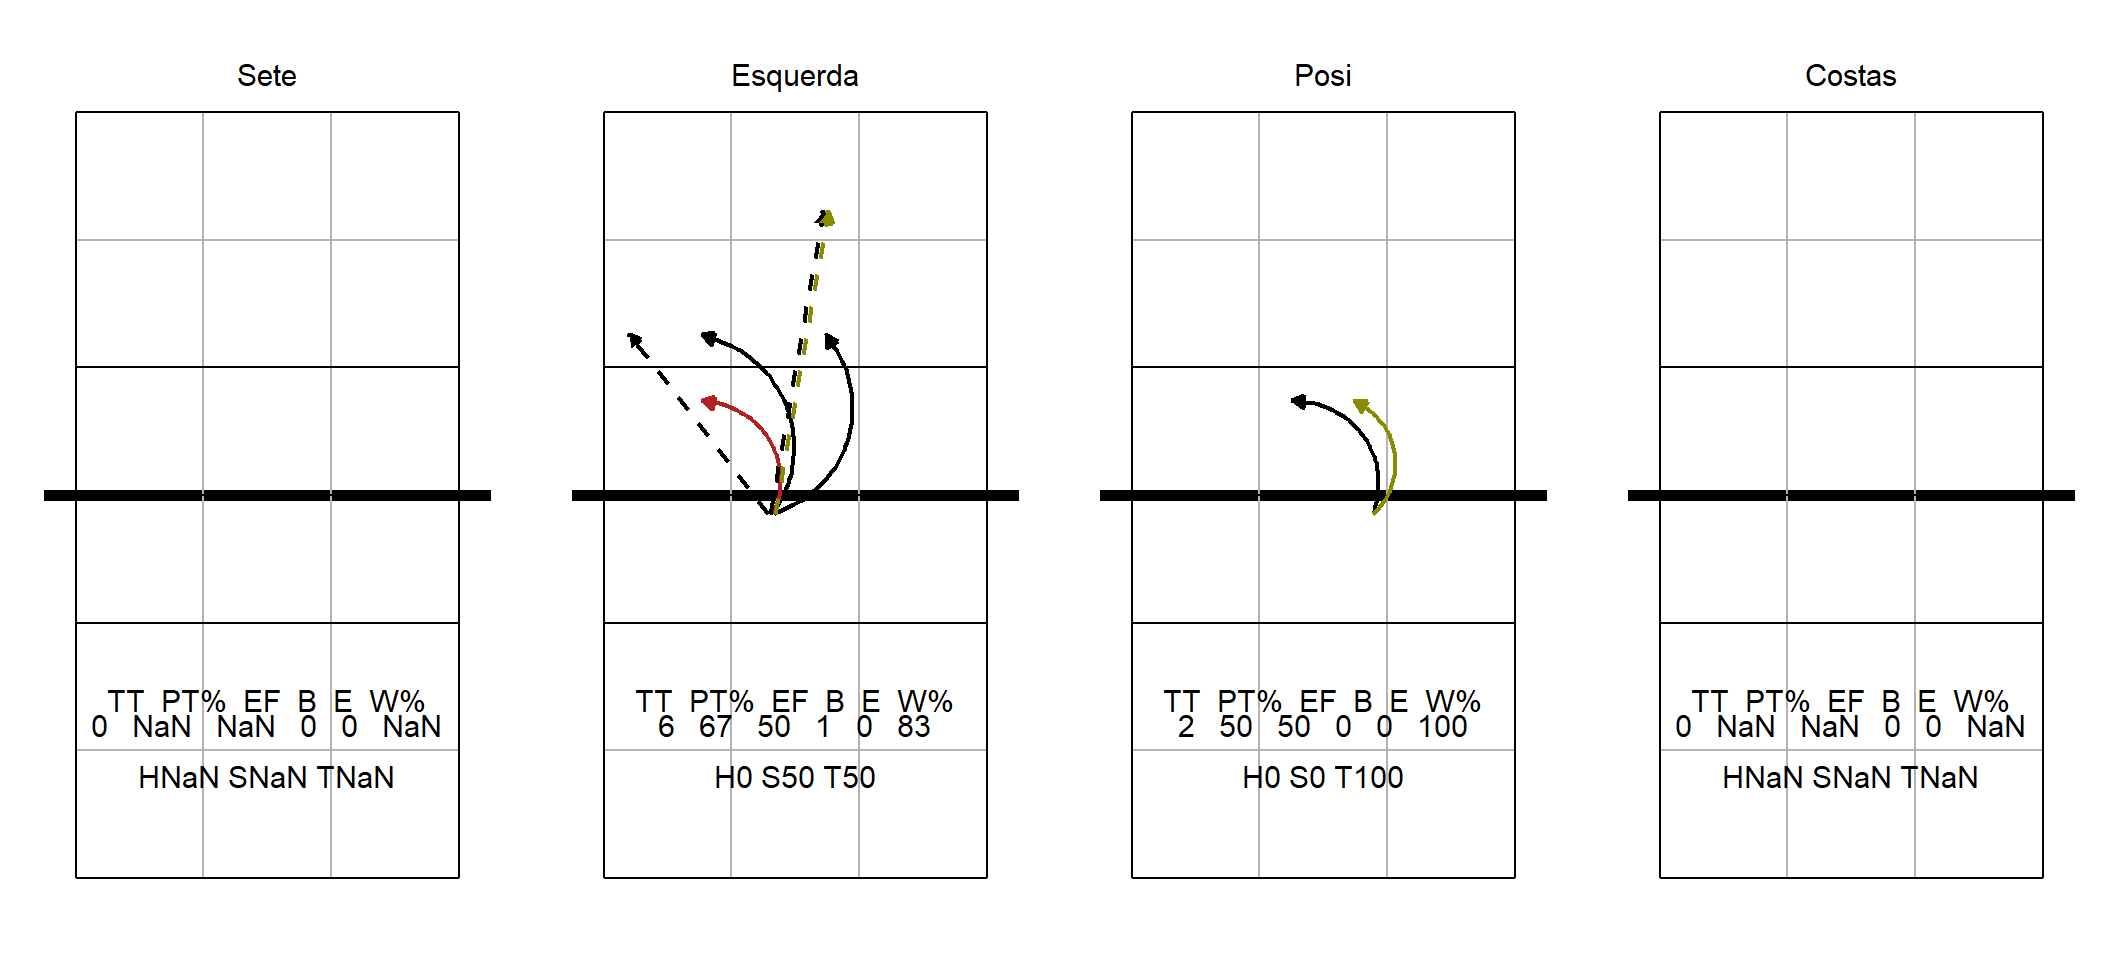 Sete
TT PT% EF B E W%
0 NaN NaN 0 0 NaN
HNaN SNaN TNaN
Esquerda
TT PT% EF B E W%
6 67 50 1 0 83
H0 S50 T50
Posi
TT PT% EF B E W%
2 50 50 0 0 100
H0 S0 T100
Costas
TT PT% EF B E W%
0 NaN NaN 0 0 NaN
HNaN SNaN TNaN